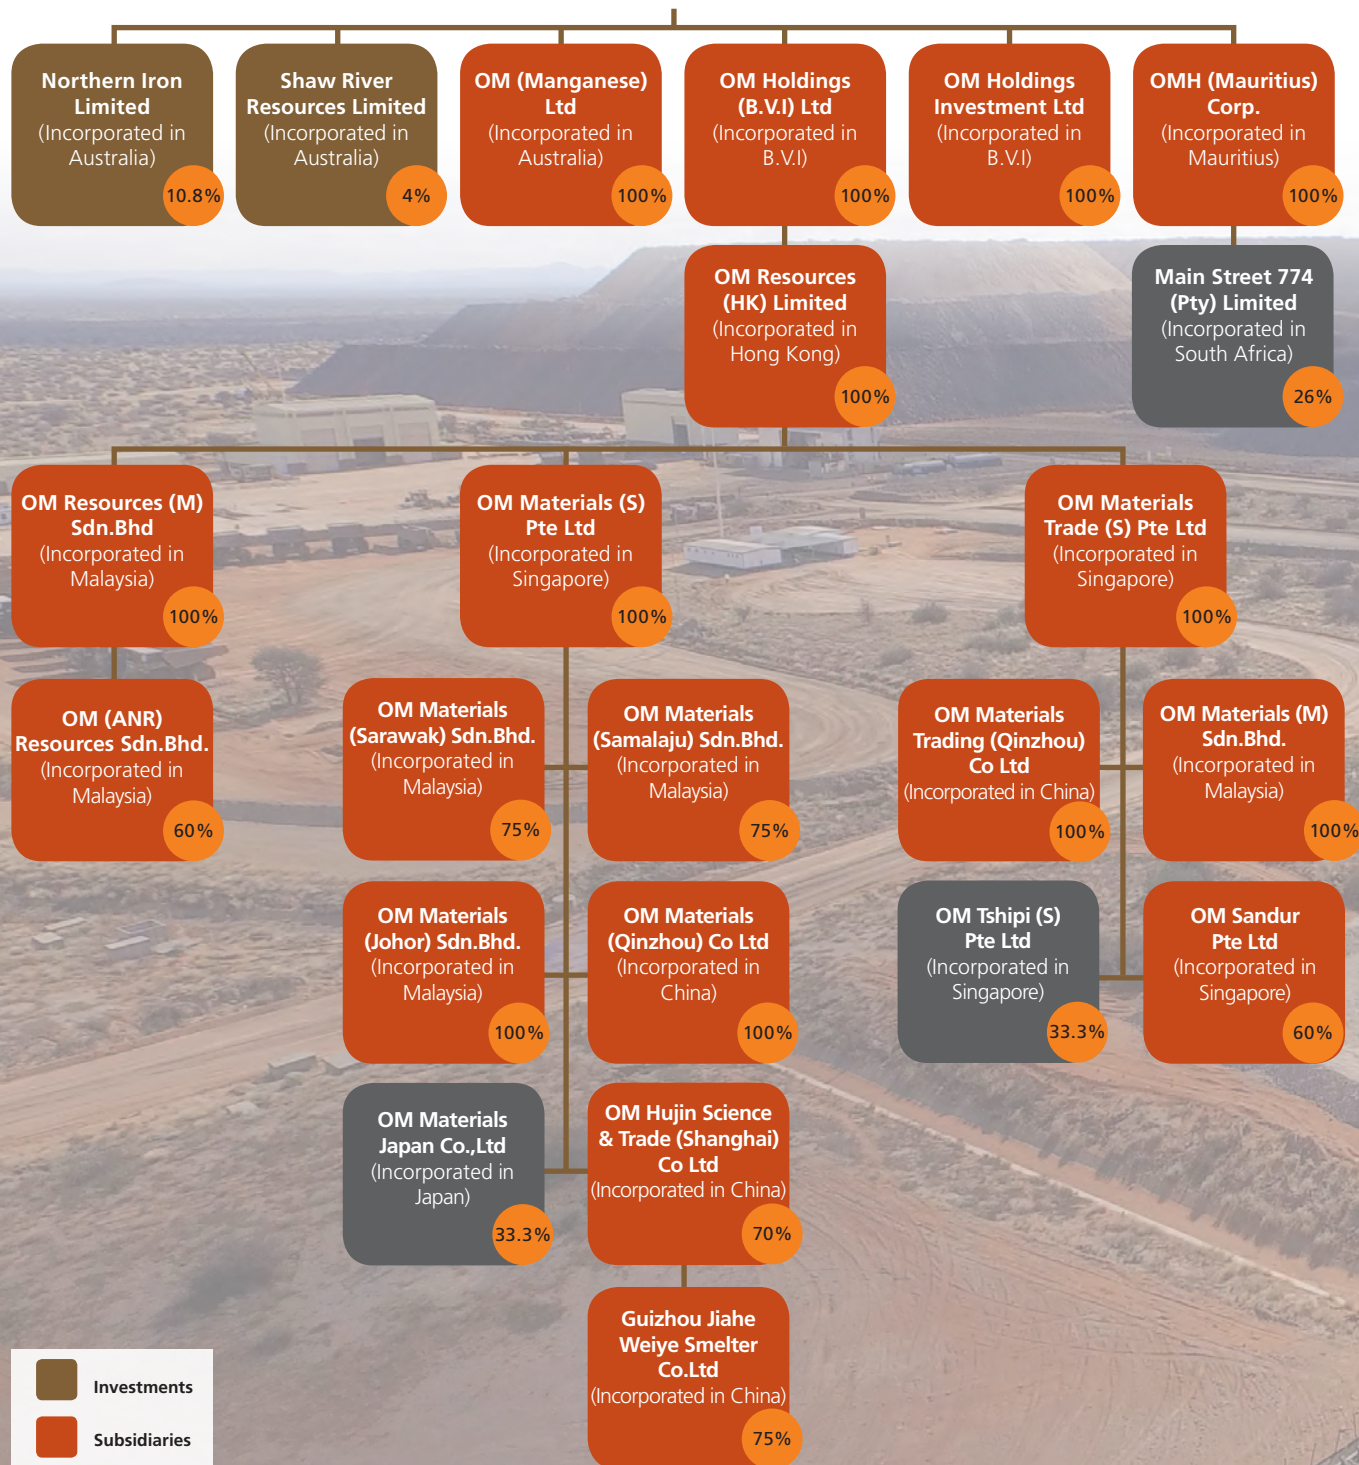 Northern Iron
Limited
(Incorporated in
Australia)
10.8%
Shaw River
Resources Limited
(Incorporated in
Australia)
4%
OM (Manganese)
Ltd
(Incorporated in
Australia)
100%
OM Holdings
(B.V.I) Ltd
(Incorporated in
B.V.I)
100%
OM Holdings
Investment Ltd
(Incorporated in
B.V.I)
100%
OMH (Mauritius)
Corp.
(Incorporated in
Mauritius)
100%
OM Resources
(HK) Limited
(Incorporated in
Hong Kong)
100%
Main Street 774
(Pty) Limited
(Incorporated in
South Africa)
26%
OM Resources (M)
Sdn.Bhd
(Incorporated in
Malaysia)
100%
OM Materials (S)
Pte Ltd
(Incorporated in
Singapore)
100%
OM Materials
Trade (S) Pte Ltd
(Incorporated in
Singapore)
100%
OM (ANR)
Resources Sdn.Bhd.
(Incorporated in
Malaysia)
60%
OM Materials
(Sarawak) Sdn.Bhd.
(Incorporated in
Malaysia)
75%
OM Materials
(Samalaju) Sdn.Bhd.
(Incorporated in
Malaysia)
75%
OM Materials
Trading (Qinzhou)
Co Ltd
(Incorporated in China)
100%
OM Materials (M)
Sdn.Bhd.
(Incorporated in
Malaysia)
100%
OM Materials
(Johor) Sdn.Bhd.
(Incorporated in
Malaysia)
100%
OM Materials
(Qinzhou) Co Ltd
(Incorporated in
China)
100%
OM Tshipi (S)
Pte Ltd
(Incorporated in
Singapore)
33.3%
OM Sandur
Pte Ltd
(Incorporated in
Singapore)
60%
OM Materials
Japan Co.,Ltd
(Incorporated in
Japan)
33.3%
OM Hujin Science
& Trade (Shanghai)
Co Ltd
(Incorporated in China)
70%
Guizhou Jiahe
Weiye Smelter
Co.Ltd
(Incorporated in China)
75%
Investments
Subsidiaries